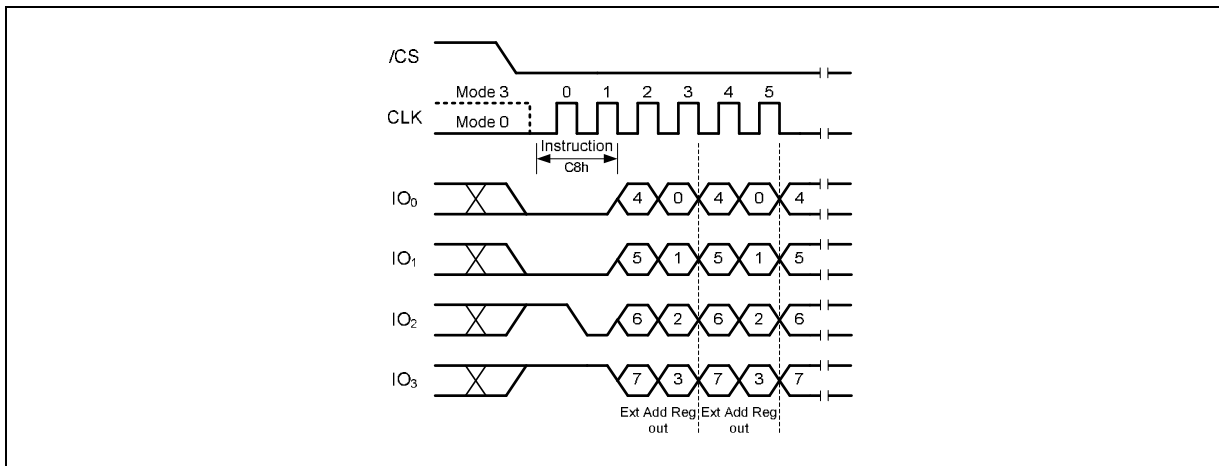 /CS
Mode 3
0 1 2 3 4 5
CLK
Mode 0
Instruction
C8h
IO0 4 0 4 0 4
IO1 5 1 5 1 5
IO2 6 2 6 2 6
IO3 7 3 7 3 7
Ext Add Reg Ext Add Reg
out out